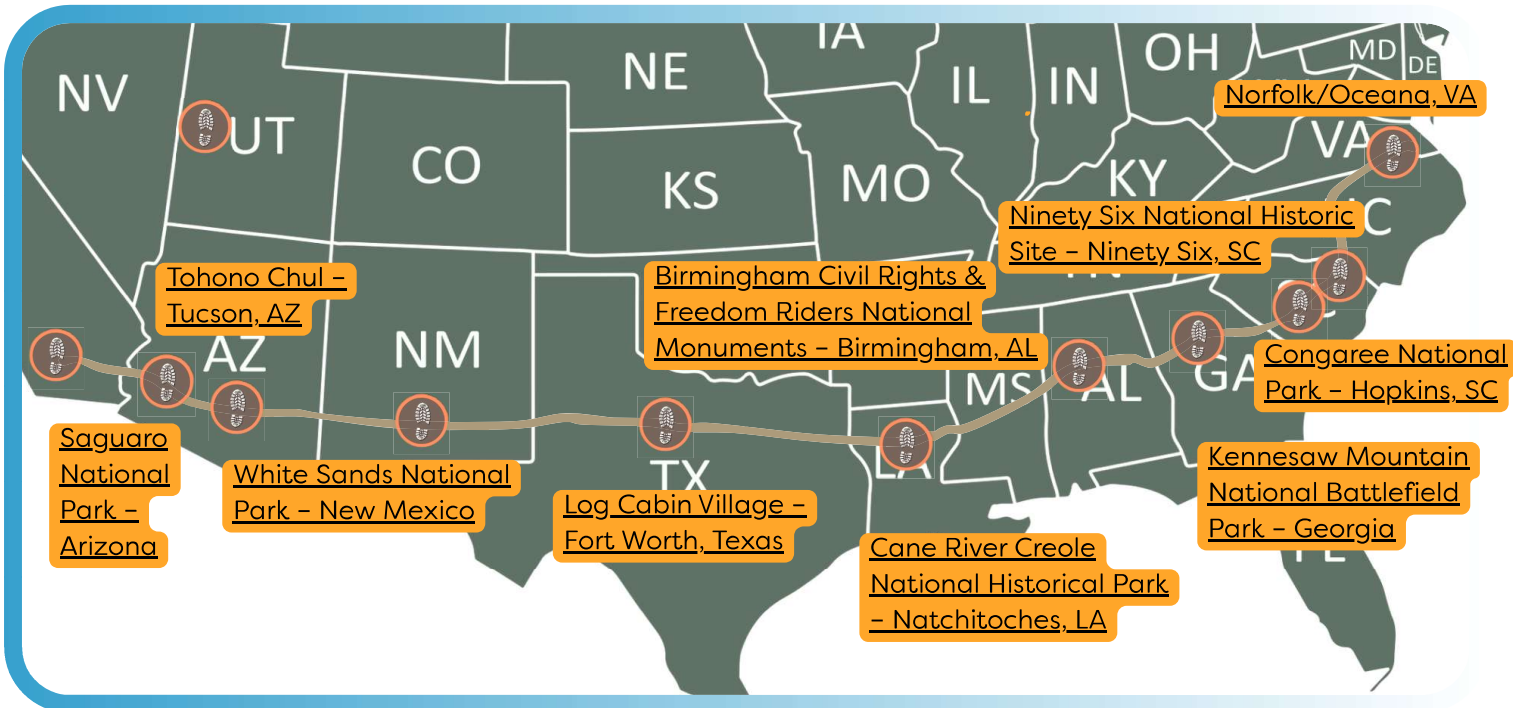 NV
UT
CO
NE
KS
IA
MO
IL
IN
OH
KY
MD
DE
VA
Norfolk/Oceana, VA
Ninety Six National Historic
Site – Ninety Six, SC
Tohono Chul –
Tucson, AZ
AZ
NM
Birmingham Civil Rights &
Freedom Riders National
Monuments – Birmingham, AL
MS
AL
GA
Congaree National
Park – Hopkins, SC
Saguaro
National
Park –
Arizona
White Sands National
Park – New Mexico
TX
Log Cabin Village –
Fort Worth, Texas
LA
Cane River Creole
National Historical Park
– Natchitoches, LA
Kennesaw Mountain
National Battlefield
Park – Georgia
FL